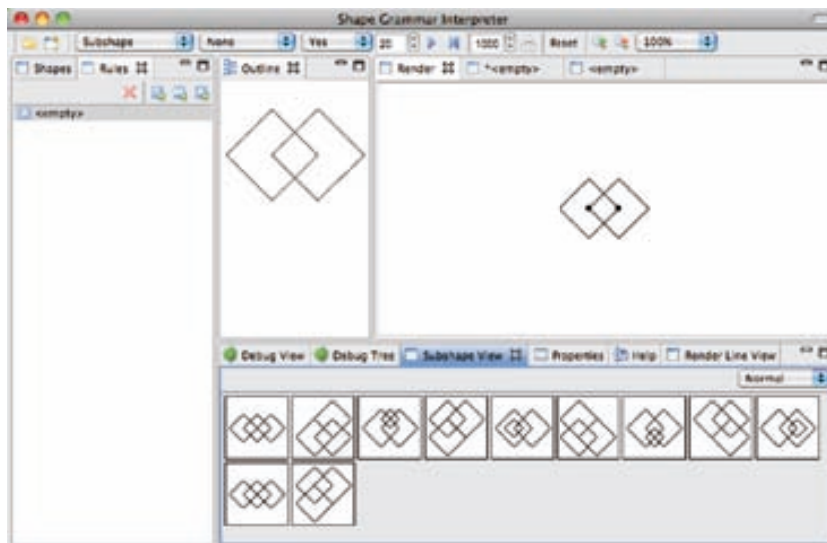 Shape Grammar Interpreter
Subshape None Yes 20 1000 Reset 100%
Shapes Rules Outline Render *<empty> <empty>
<empty>
Debug View Debug Tree Subshape View Properties Help Render Line View
Normal